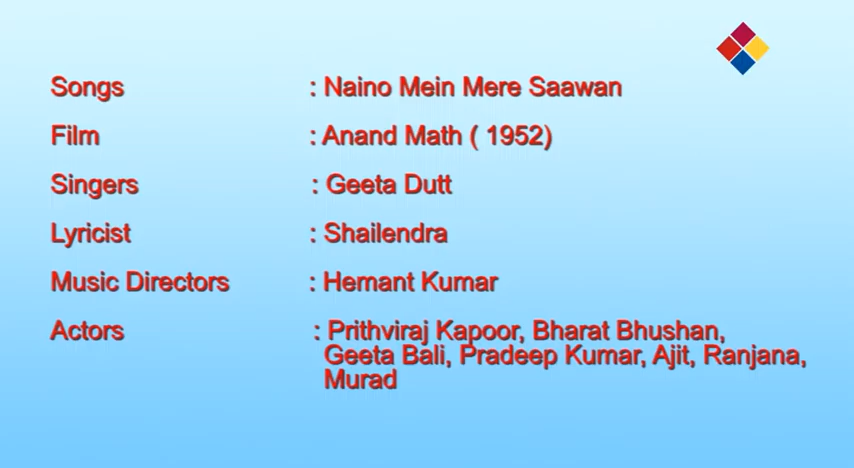 Songs : Naino Mein Mere Saawan
Film : Anand Math ( 1952)
Singers : Geeta Dutt
Lyricist : Shailendra
Music Directors : Hemant Kumar
Actors : Prithviraj Kapoor, Bharat Bhushan,
Geeta Bali, Pradeep Kumar, Ajit, Ranjana,
Murad